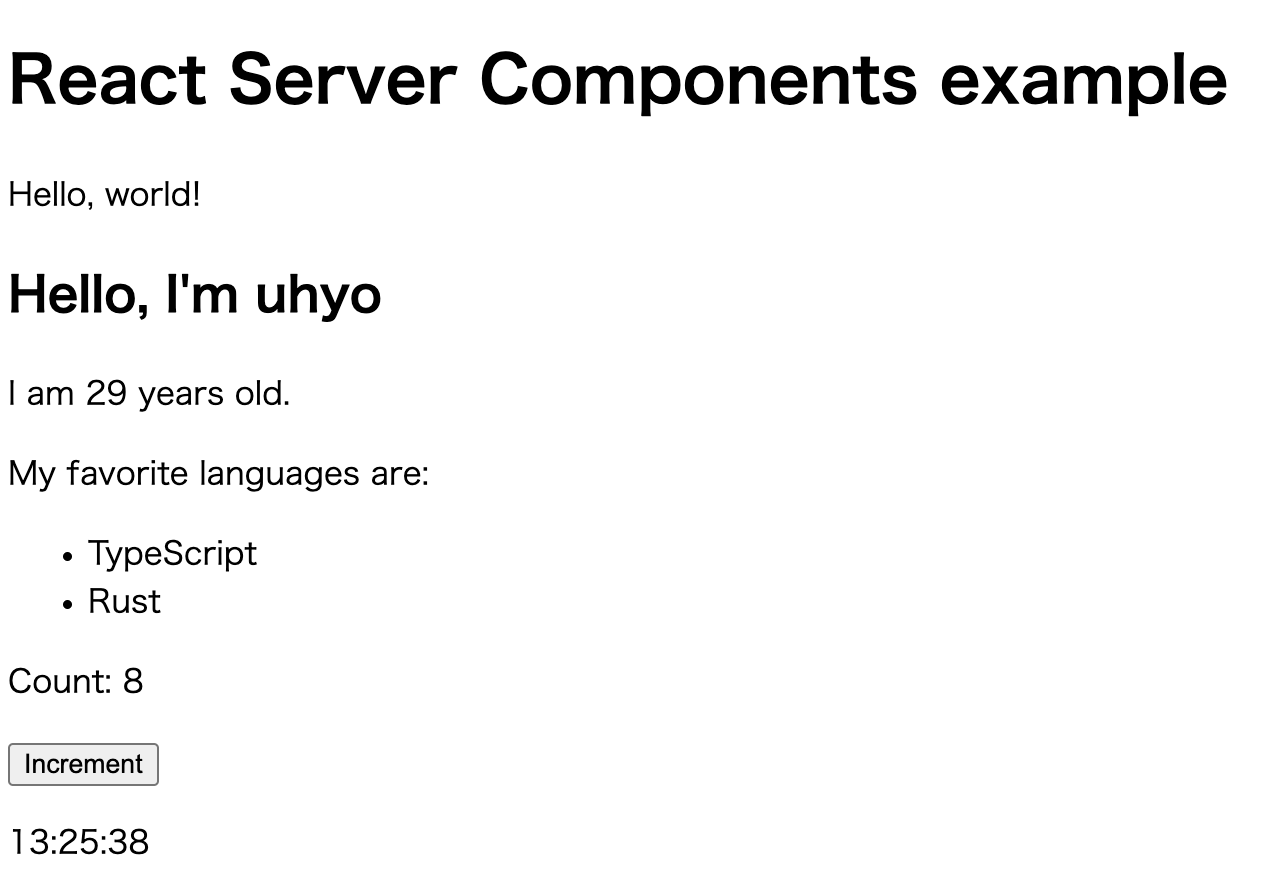 React Server Components example
Hello, world!
Hello, I'm uhyo
I am 29 years old.
My favorite languages are:
• TypeScript
• Rust
Count: 8
Increment
13:25:38